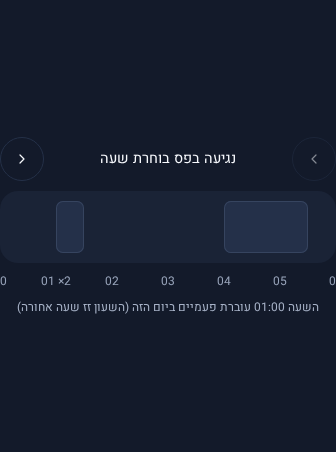 נגיעה בפס בוחרת שעה
0 01 ×2 02 03 04 05 0
השעה 01:00 עוברת פעמיים ביום הזה (השעון זז שעה אחורה)